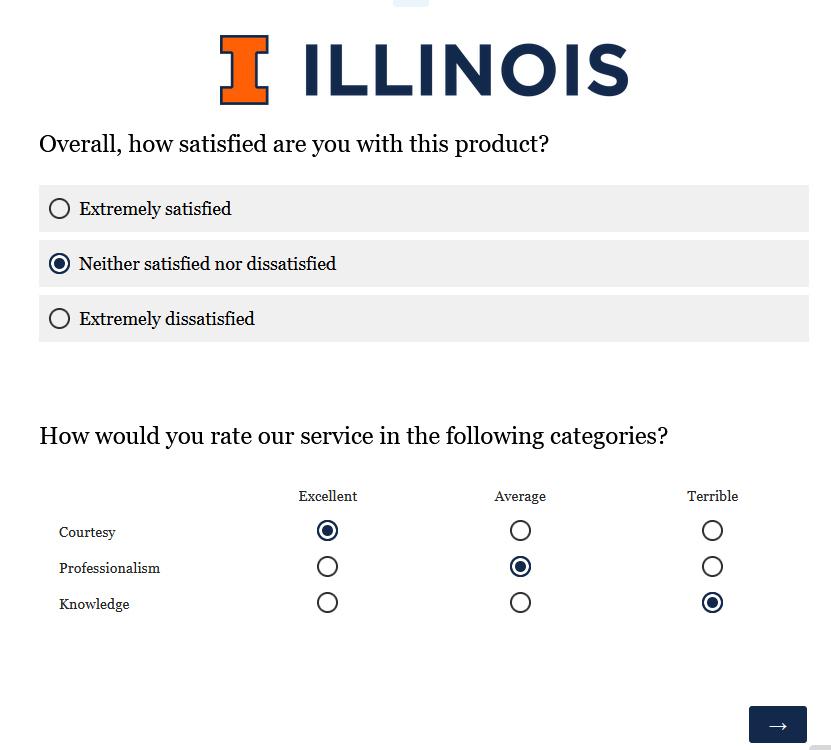 I ILLINOIS
Overall, how satisfied are you with this product?
Extremely satisfied
Neither satisfied nor dissatisfied
Extremely dissatisfied
How would you rate our service in the following categories?
Excellent Average Terrible
Courtesy
Professionalism
Knowledge
→